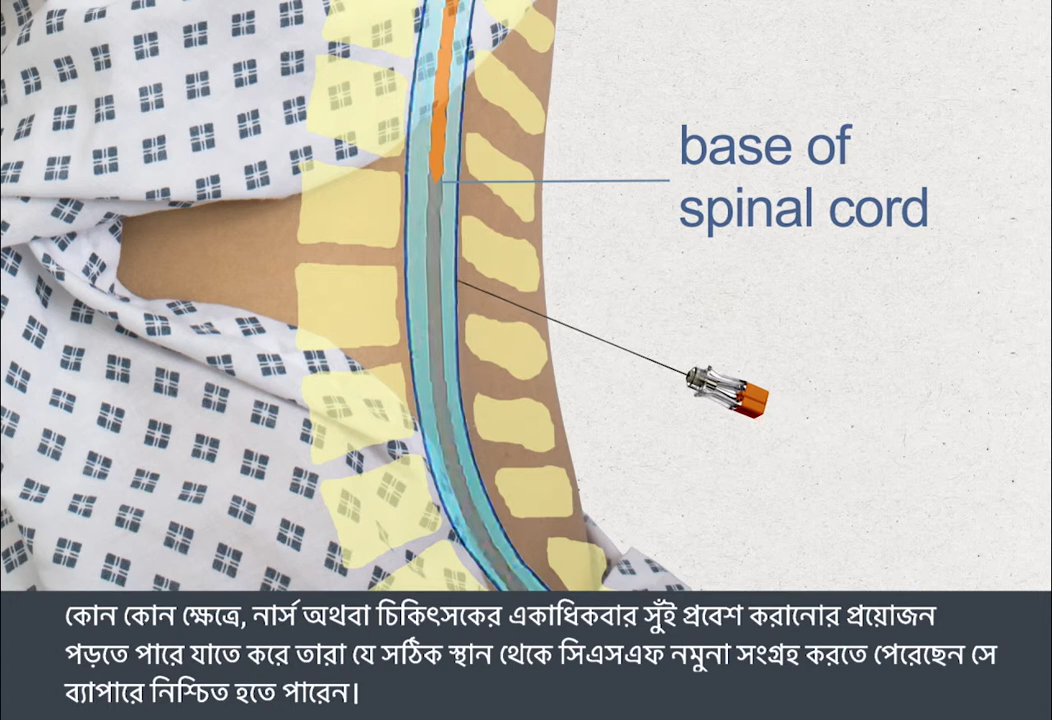 base of
spinal cord
কোন কোন ক্ষেত্রে, নার্স অথবা চিকিৎসকের একাধিকবার সুঁই প্রবেশ করানোর প্রয়োজন
পড়তে পারে যাতে করে তারা যে সঠিক স্থান থেকে সিএসএফ নমুনা সংগ্রহ করতে পেরেছেন সে
ব্যাপারে নিশ্চিত হতে পারেন।